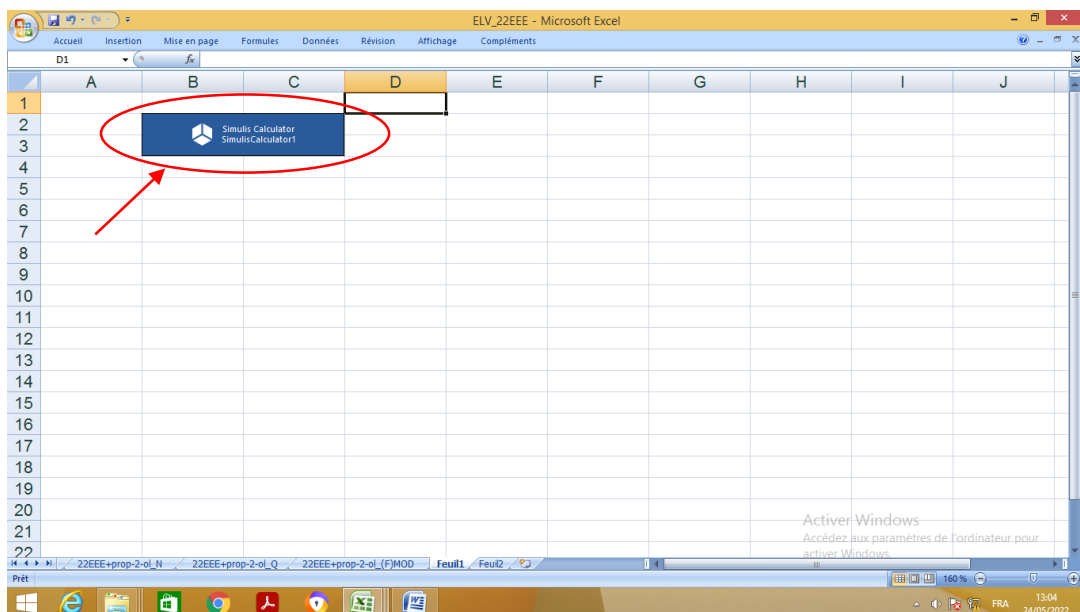 ELV_22EEE - Microsoft Excel
Accueil Insertion Mise en page Formules Données Révision Affichage Compléments
D1 fx
A B C D E F G H I J
1
2
3
4
5
6
7
8
9
10
11
12
13
14
15
16
17
18
19
20
21
22
Simulis Calculator
SimulisCalculator1
Activer Windows
Accédez aux paramètres de l'ordinateur pour
activer Windows.
22EEE+prop-2-ol_N 22EEE+prop-2-ol_Q 22EEE+prop-2-ol_(F)MOD Feuil1 Feuil2
Prêt 160 %
FRA 13:04
24/05/2022